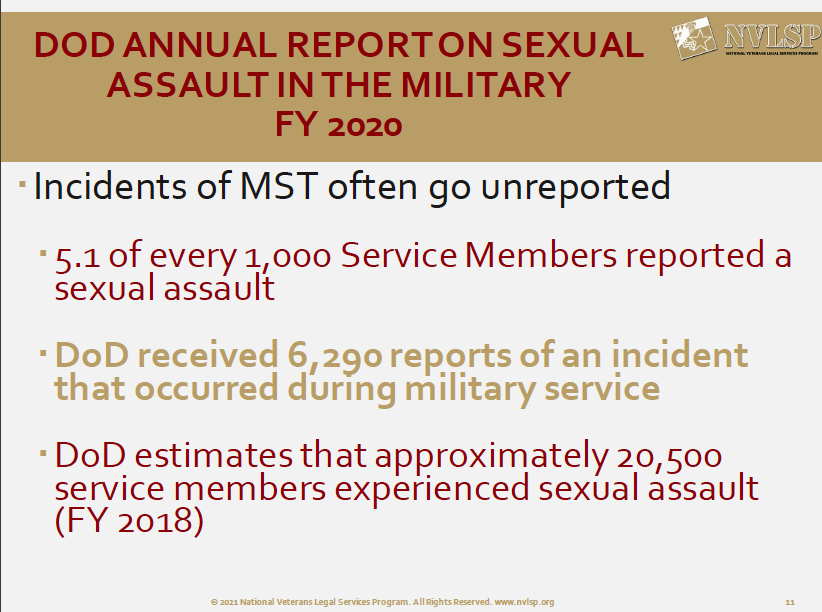 DOD ANNUAL REPORT ON SEXUAL
ASSAULT IN THE MILITARY
FY 2020
NVLSP
NATIONAL VETERANS LEGAL SERVICES PROGRAM
▪ Incidents of MST often go unreported
▪ 5.1 of every 1,000 Service Members reported a
sexual assault
▪ DoD received 6,290 reports of an incident
that occurred during military service
▪ DoD estimates that approximately 20,500
service members experienced sexual assault
(FY 2018)
© 2021 National Veterans Legal Services Program. All Rights Reserved. www.nvlsp.org
11